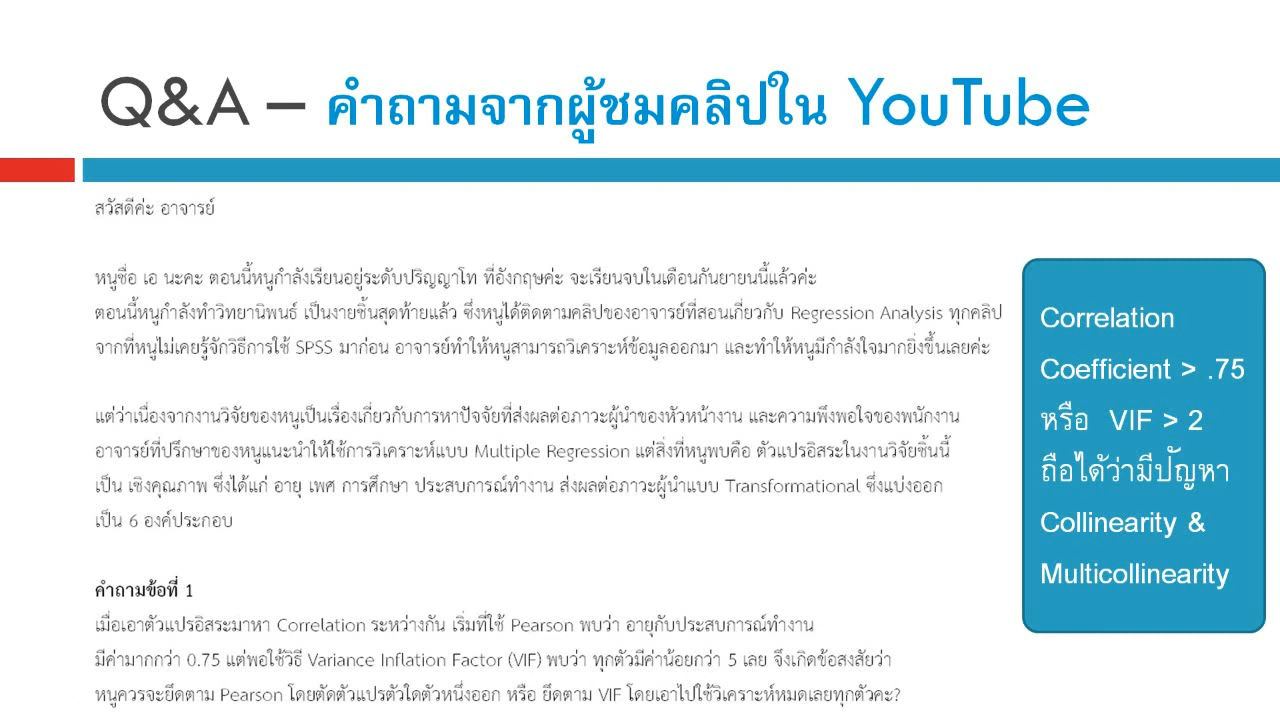 Q&A – คำถามจากผู้ชมคลิปใน YouTube
สวัสดีค่ะ อาจารย์
หนูชื่อ เอ นะคะ ตอนนี้หนูกำลังเรียนอยู่ระดับปริญญาโท ที่อังกฤษค่ะ จะเรียนจบในเดือนกันยายนนี้แล้วค่ะ
ตอนนี้หนูกำลังทำวิทยานิพนธ์ เป็นงายชิ้นสุดท้ายแล้ว ซึ่งหนูได้ติดตามคลิปของอาจารย์ที่สอนเกี่ยวกับ Regression Analysis ทุกคลิป
จากที่หนูไม่เคยรู้จักวิธีการใช้ SPSS มาก่อน อาจารย์ทำให้หนูสามารถวิเคราะห์ข้อมูลออกมา และทำให้หนูมีกำลังใจมากยิ่งขึ้นเลยค่ะ
แต่ว่าเนื่องจากงานวิจัยของหนูเป็นเรื่องเกี่ยวกับการหาปัจจัยที่ส่งผลต่อภาวะผู้นำของหัวหน้างาน และความพึงพอใจของพนักงาน
อาจารย์ที่ปรึกษาของหนูแนะนำให้ใช้การวิเคราะห์แบบ Multiple Regression แต่สิ่งที่หนูพบคือ ตัวแปรอิสระในงานวิจัยชิ้นนี้
เป็น เชิงคุณภาพ ซึ่งได้แก่ อายุ เพศ การศึกษา ประสบการณ์ทำงาน ส่งผลต่อภาวะผู้นำแบบ Transformational ซึ่งแบ่งออก
เป็น 6 องค์ประกอบ
คำถามข้อที่ 1
เมื่อเอาตัวแปรอิสระมาหา Correlation ระหว่างกัน เริ่มที่ใช้ Pearson พบว่า อายุกับประสบการณ์ทำงาน
มีค่ามากกว่า 0.75 แต่พอใช้วิธี Variance Inflation Factor (VIF) พบว่า ทุกตัวมีค่าน้อยกว่า 5 เลย จึงเกิดข้อสงสัยว่า
หนูควรจะยึดตาม Pearson โดยตัดตัวแปรตัวใดตัวหนึ่งออก หรือ ยึดตาม VIF โดยเอาไปใช้วิเคราะห์หมดเลยทุกตัวคะ?
Correlation
Coefficient > .75
หรือ VIF > 2
ถือได้ว่ามีปัญหา
Collinearity &
Multicollinearity